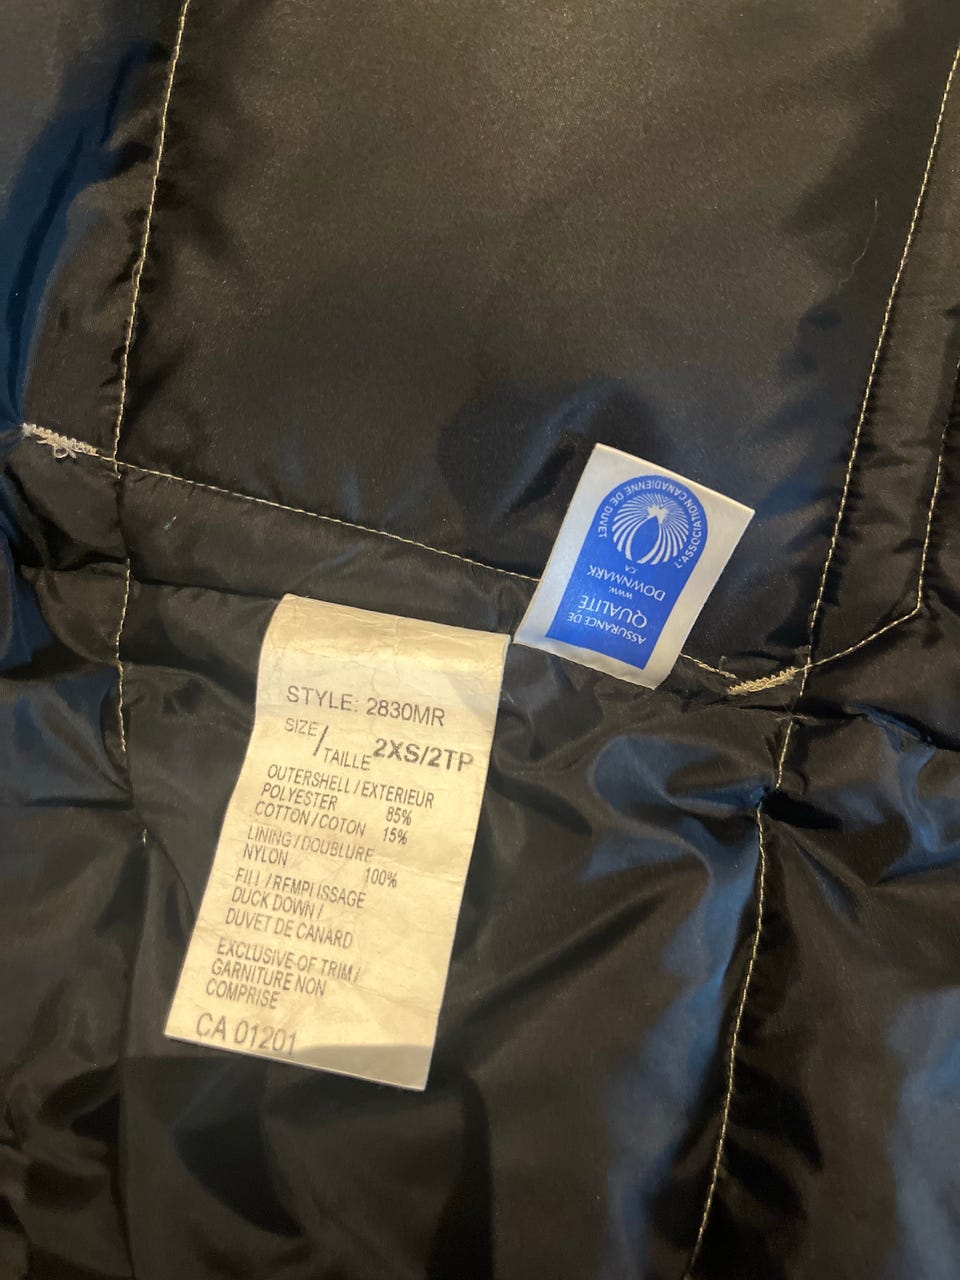 STYLE: 2830MR
SIZE/TAILLE 2XS/2TP
OUTERSHELL/EXTERIEUR
POLYESTER 85%
COTTON/COTON 15%
LINING/DOUBLURE
NYLON 100%
FILL/REMPLISSAGE
DUCK DOWN/
DUVET DE CANARD
EXCLUSIVE OF TRIM/
GARNITURE NON
COMPRISE
CA 01201
L'ASSOCIATION CANADIENNE DE DUVET
.CA
DOWNMARK
WWW.
QUALITÉ
ASSURANCE DE